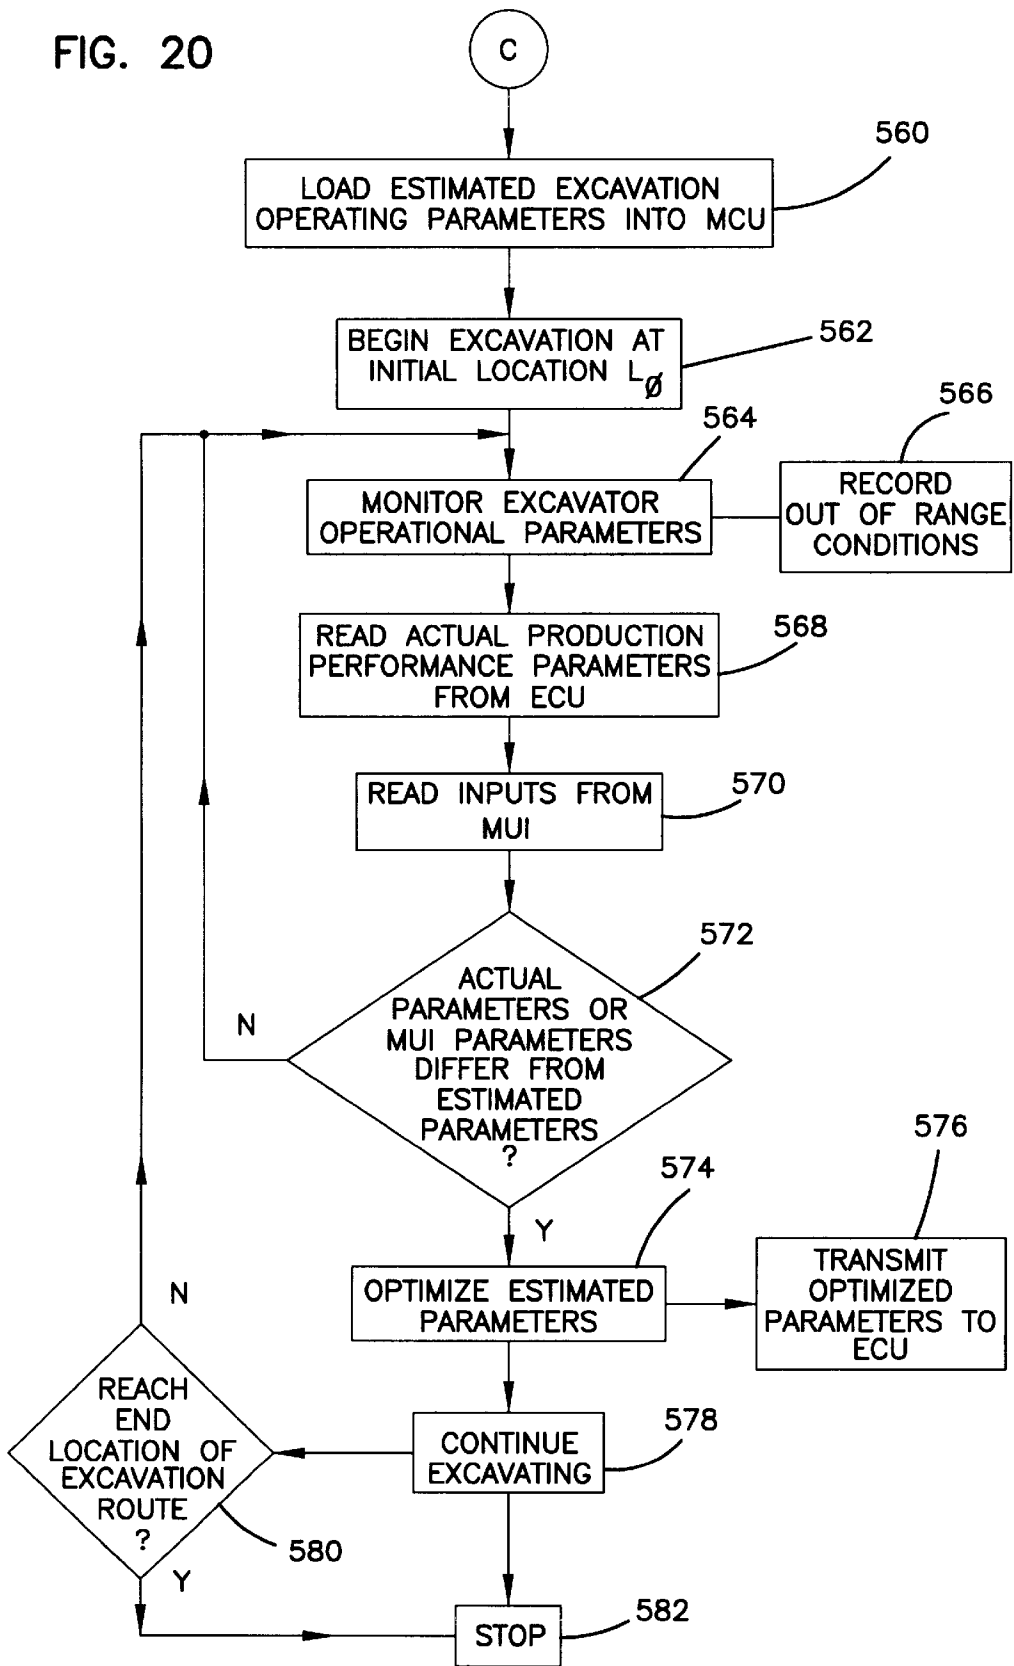 FIG. 20
C
560
LOAD ESTIMATED EXCAVATION
OPERATING PARAMETERS INTO MCU
562
BEGIN EXCAVATION AT
INITIAL LOCATION L∅
564
566
MONITOR EXCAVATOR
OPERATIONAL PARAMETERS
RECORD
OUT OF RANGE
CONDITIONS
568
READ ACTUAL PRODUCTION
PERFORMANCE PARAMETERS
FROM ECU
570
READ INPUTS FROM
MUI
572
ACTUAL
PARAMETERS OR
MUI PARAMETERS
DIFFER FROM
ESTIMATED
PARAMETERS
?
N
Y
574
576
OPTIMIZE ESTIMATED
PARAMETERS
TRANSMIT
OPTIMIZED
PARAMETERS TO
ECU
578
CONTINUE
EXCAVATING
N
REACH
END
LOCATION OF
EXCAVATION
ROUTE
?
580
Y
582
STOP